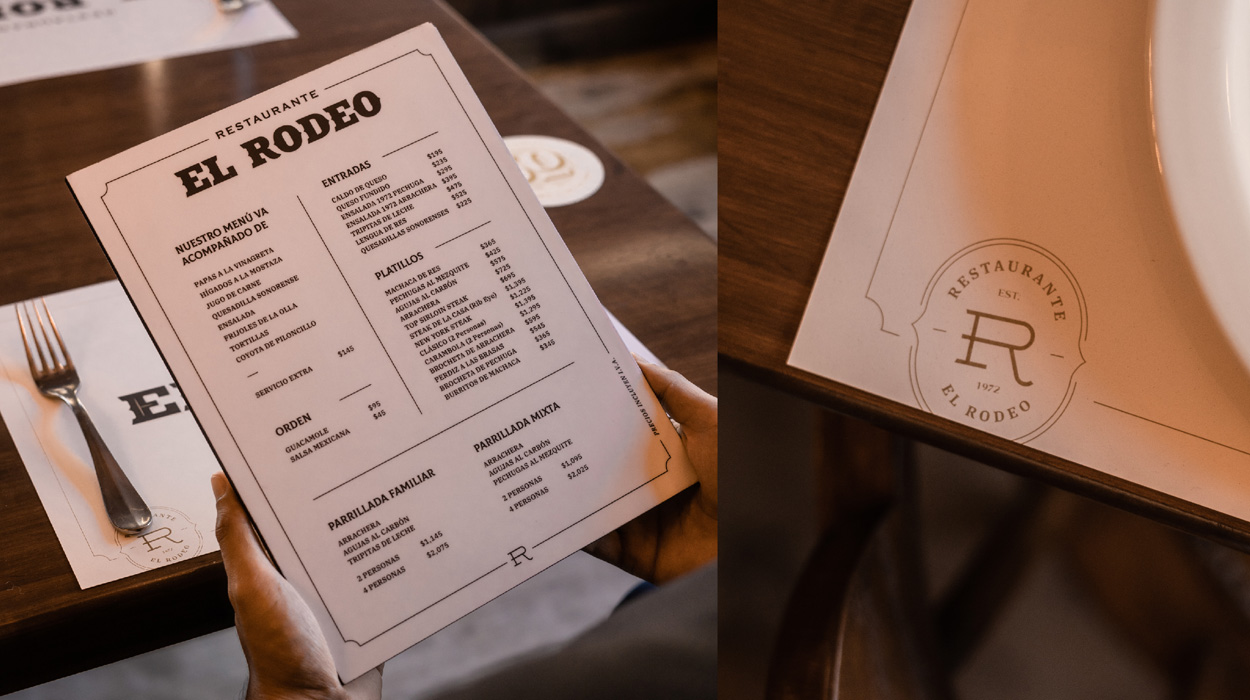 RESTAURANTE
EL RODEO
NUESTRO MENÚ VA
ACOMPAÑADO DE
PAPAS A LA VINAGRETA
HÍGADOS A LA MOSTAZA
JUGO DE CARNE
QUESADILLA SONORENSE
ENSALADA
FRIJOLES DE LA OLLA
TORTILLAS
COYOTA DE PILONCILLO
$145
SERVICIO EXTRA
ORDEN
GUACAMOLE $95
SALSA MEXICANA $45
ENTRADAS
CALDO DE QUESO $195
QUESO FUNDIDO $235
ENSALADA 1972 PECHUGA $295
ENSALADA 1972 ARRACHERA $395
TRIPITAS DE LECHE $475
LENGUA DE RES $525
QUESADILLAS SONORENSES $225
PLATILLOS
MACHACA DE RES $365
PECHUGAS AL MEZQUITE $425
AGUJAS AL CARBÓN $575
ARRACHERA $725
TOP SIRLOIN STEAK $695
STEAK DE LA CASA (Rib Eye) $1,395
NEW YORK STEAK $1,225
CLÁSICO (2 Personas) $1,395
CARAMBOLA (2 Personas) $1,295
BROCHETA DE ARRACHERA $595
PERDIZ A LAS BRASAS $545
BROCHETA DE PECHUGA $365
BURRITOS DE MACHACA $345
PRECIOS INCLUYEN I.V.A
PARRILLADA FAMILIAR
ARRACHERA
AGUJAS AL CARBÓN
TRIPITAS DE LECHE
2 PERSONAS $1,145
4 PERSONAS $2,075
PARRILLADA MIXTA
ARRACHERA
AGUJAS AL CARBÓN
PECHUGAS AL MEZQUITE
2 PERSONAS $1,095
4 PERSONAS $2,025
R
R
EL RODEO
RESTAURANTE
EST.
R
1972
EL RODEO